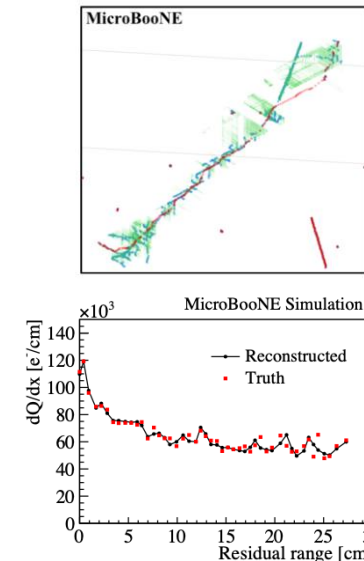 MicroBooNE
×10³
MicroBooNE Simulation
dQ/dx [e⁻/cm]
140
120
100
80
60
40
20
0
Reconstructed
Truth
0
5
10
15
20
25
Residual range [cm